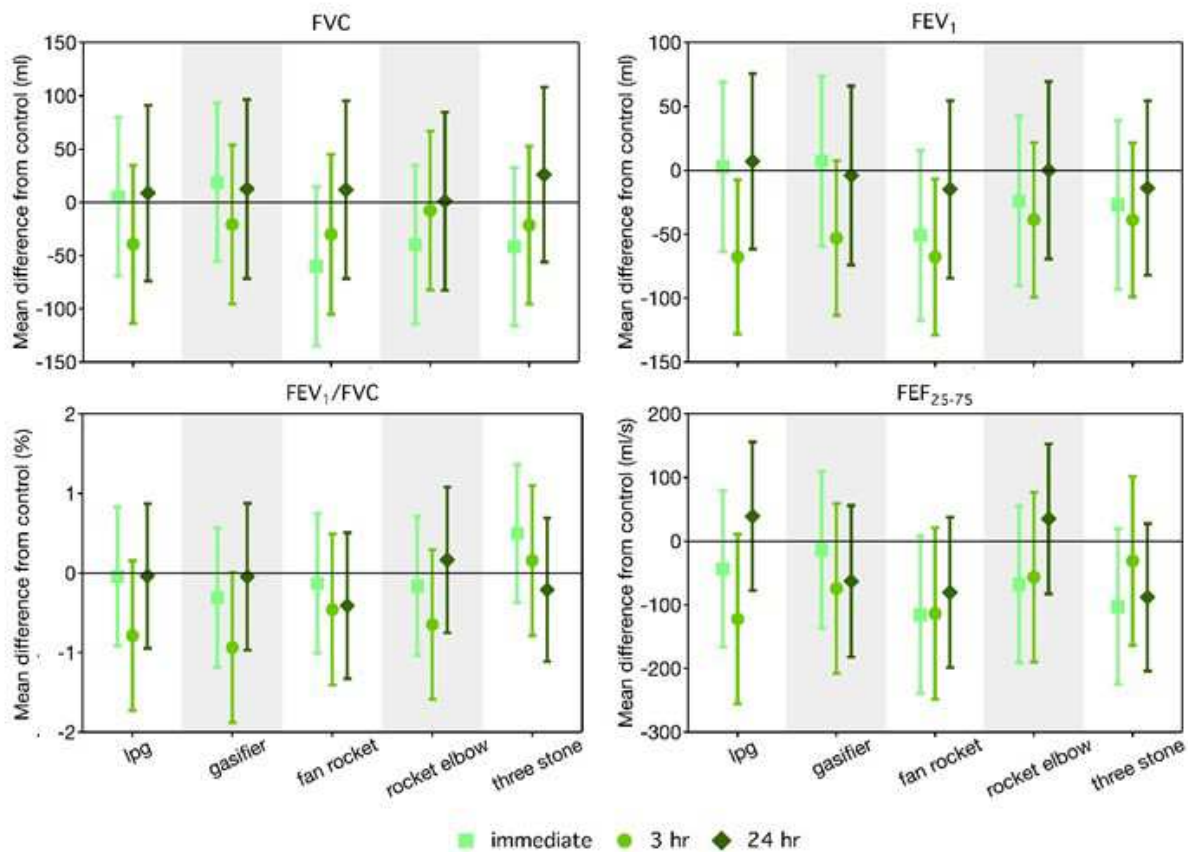 FVC
FEV₁
Mean difference from control (ml)
150
100
50
0
-50
-100
-150
Mean difference from control (ml)
100
50
0
-50
-100
-150
FEV₁/FVC
FEF₂₅₋₇₅
Mean difference from control (%)
2
1
0
-1
-2
Mean difference from control (ml/s)
200
100
0
-100
-200
-300
lpg gasifier fan rocket rocket elbow three stone
lpg gasifier fan rocket rocket elbow three stone
immediate 3 hr 24 hr